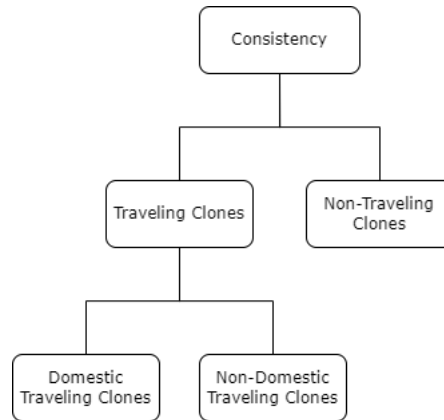 Consistency
Traveling Clones
Non-Traveling
Clones
Domestic
Traveling Clones
Non-Domestic
Traveling Clones